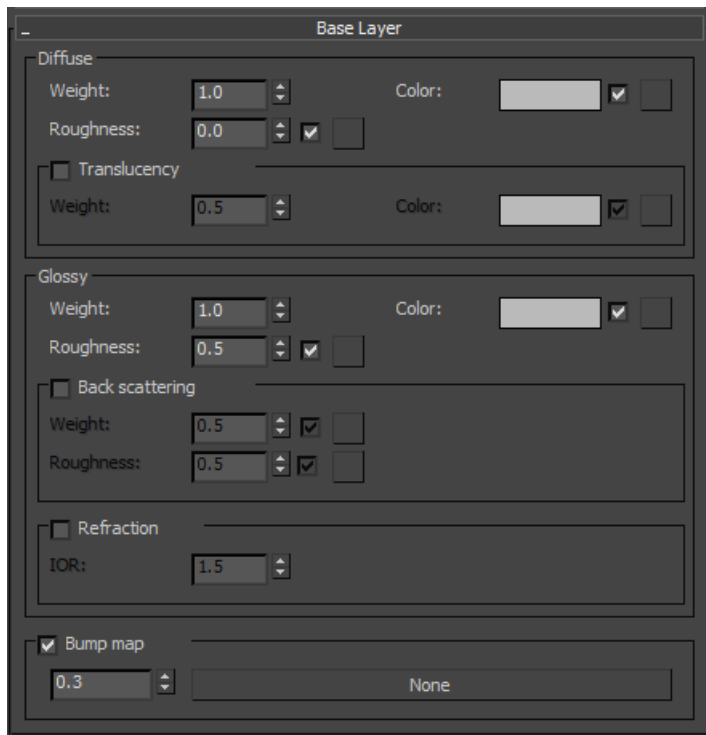 Base Layer
Diffuse
Weight: 1.0 Color:
Roughness: 0.0
Translucency
Weight: 0.5 Color:
Glossy
Weight: 1.0 Color:
Roughness: 0.5
Back scattering
Weight: 0.5
Roughness: 0.5
Refraction
IOR: 1.5
Bump map
0.3 None